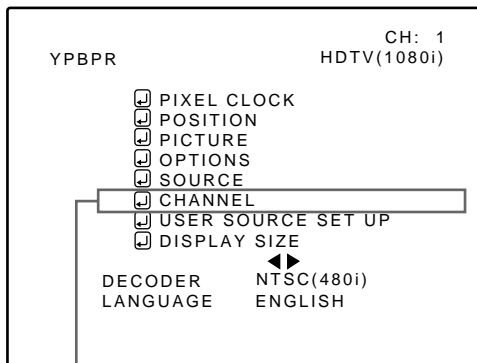 CH: 1
YPBPR HDTV(1080i)
PIXEL CLOCK
POSITION
PICTURE
OPTIONS
SOURCE
CHANNEL
USER SOURCE SET UP
DISPLAY SIZE
DECODER NTSC(480i)
LANGUAGE ENGLISH